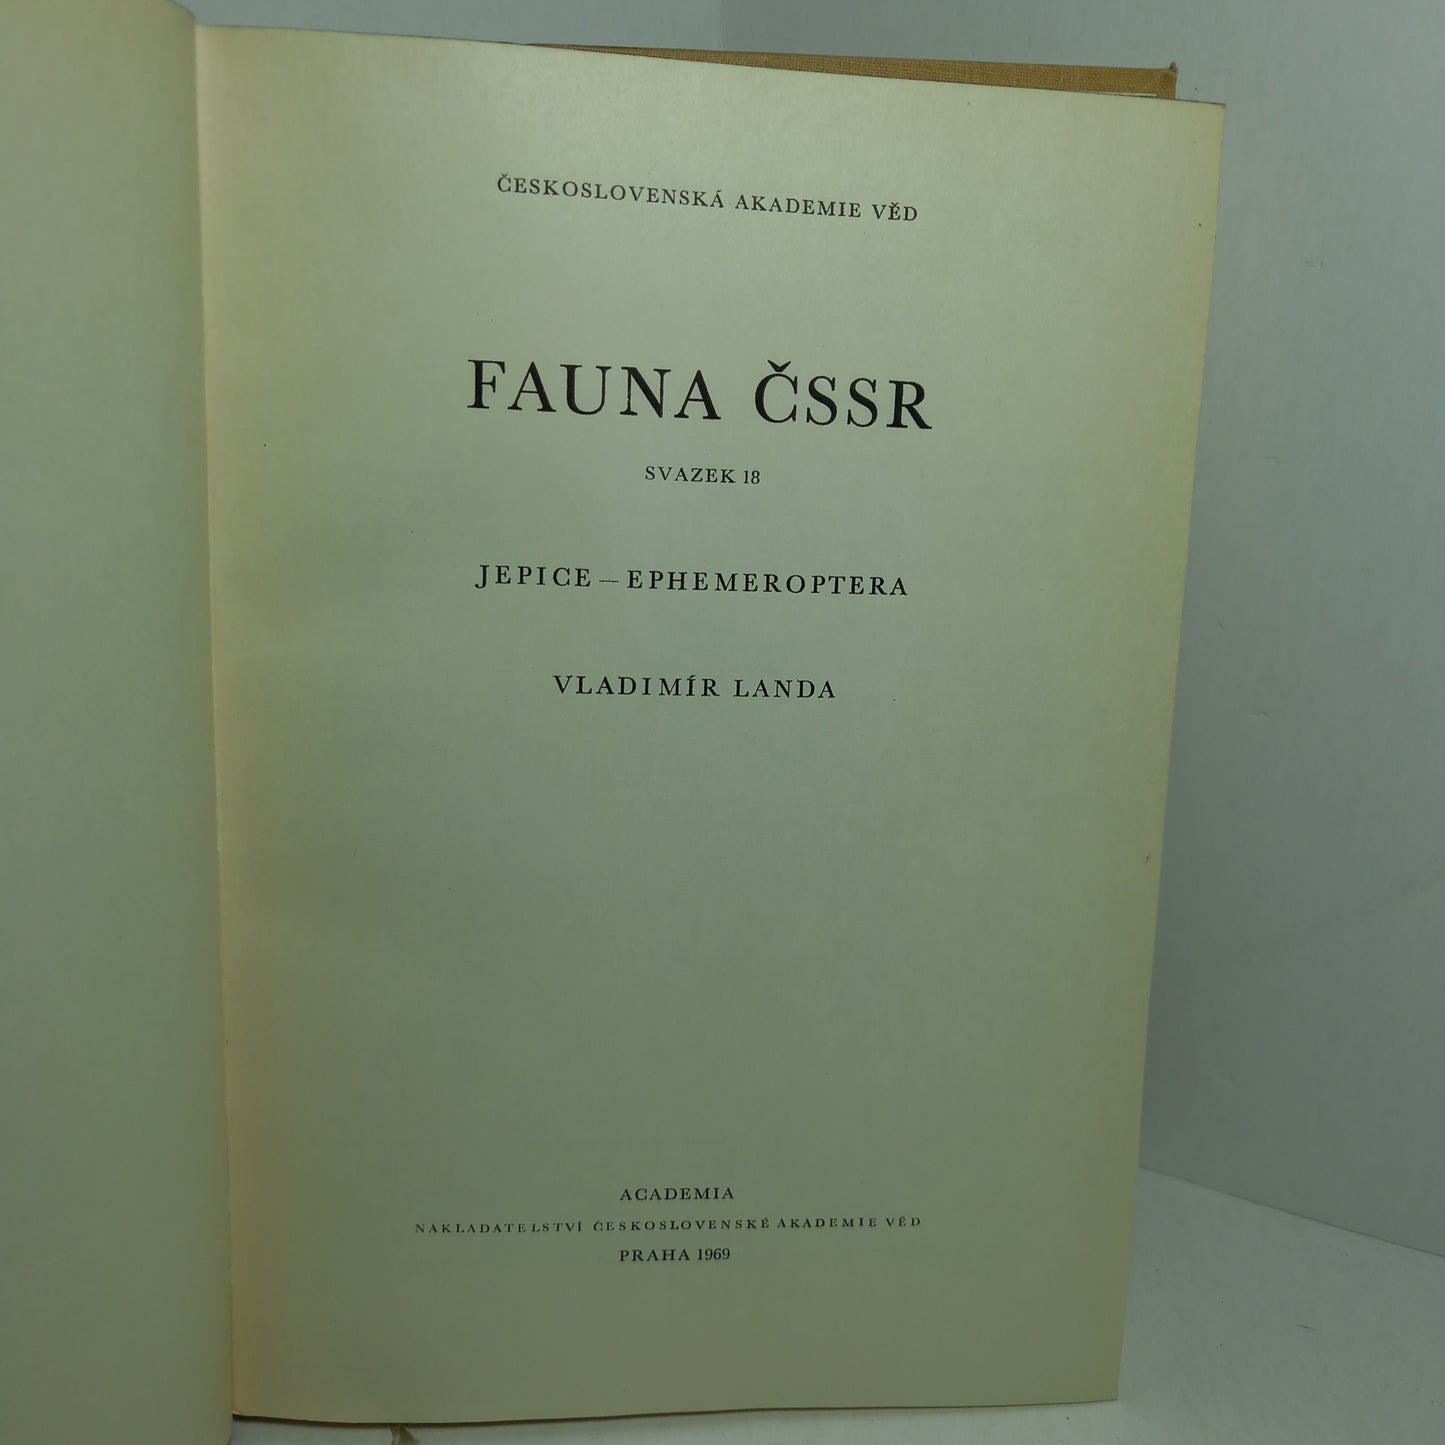 ČESKOSLOVENSKÁ AKADEMIE VĚD
FAUNA ČSSR
SVAZEK 18
JEPICE – EPHEMEROPTERA
VLADIMÍR LANDA
ACADEMIA
NAKLADATELSTVÍ ČESKOSLOVENSKÉ AKADEMIE VĚD
PRAHA 1969